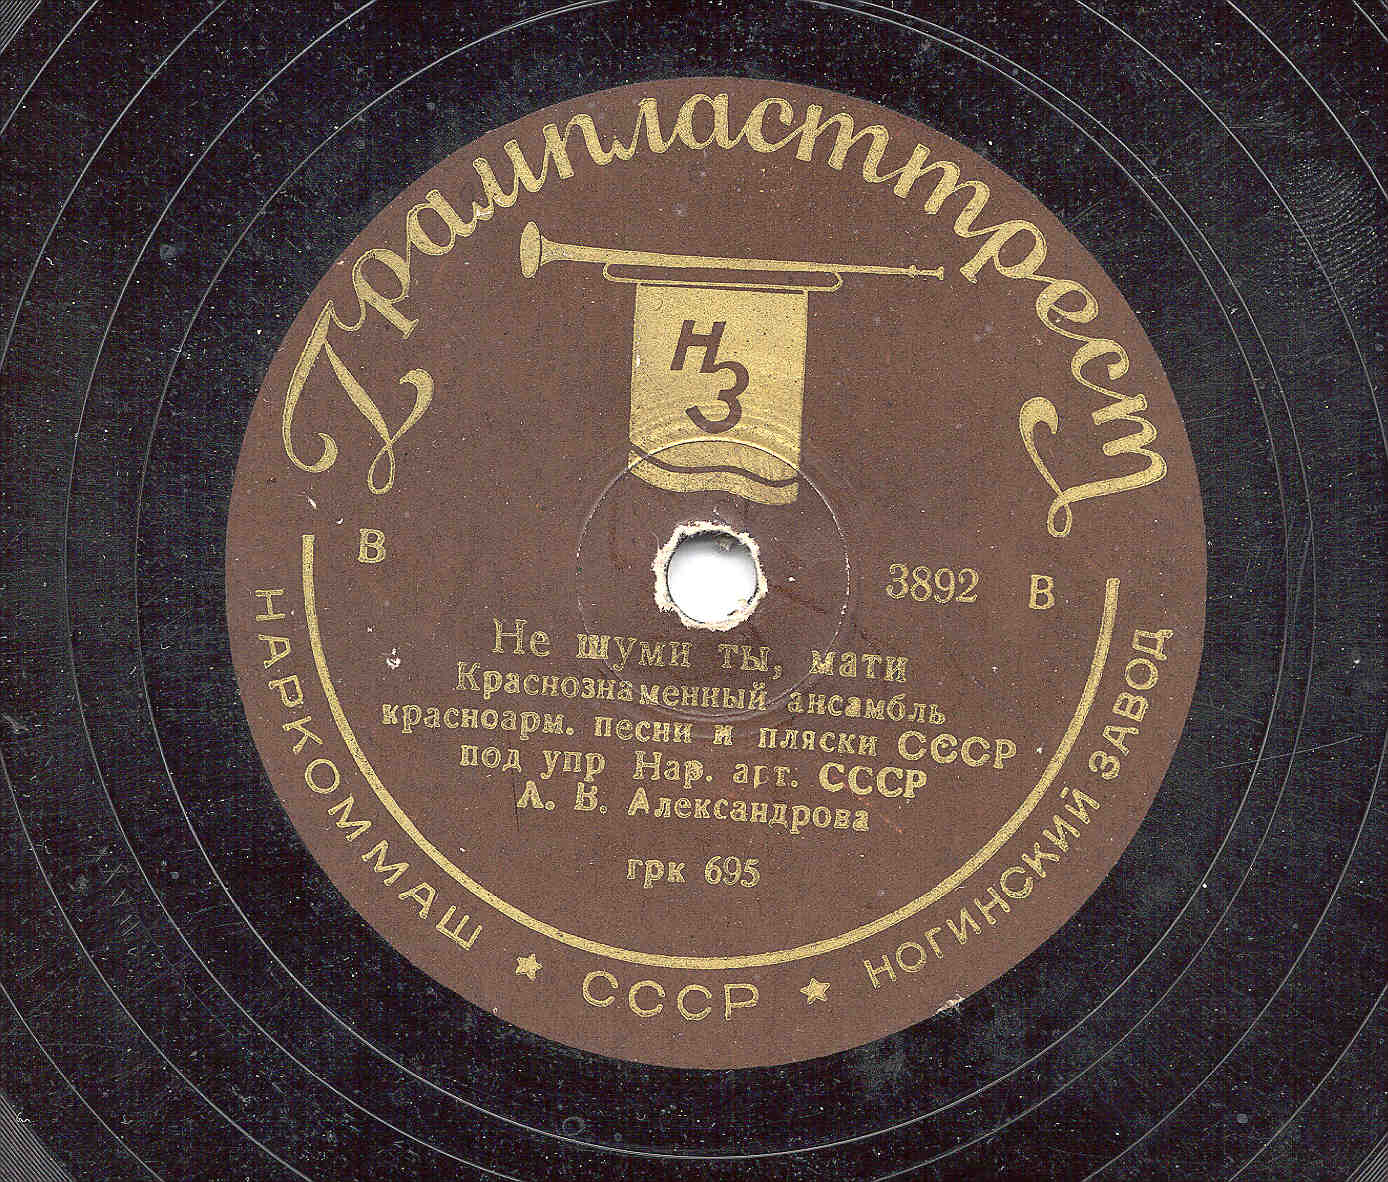 Грампласттрест
НЗ
В
3892 В
Не шуми ты, мати
Краснознаменный ансамбль
красноарм. песни и пляски СССР
под упр Нар. арт. СССР
А. В. Александрова
грк 695
НАРКОММАШ ★ СССР ★ НОГИНСКИЙ ЗАВОД